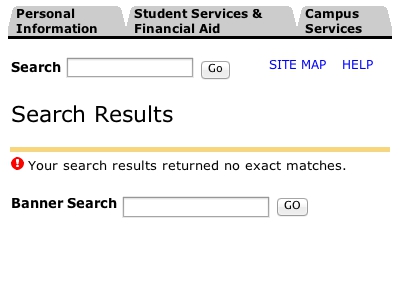 Personal Information
Student Services & Financial Aid
Campus Services
Search
Go
SITE MAP HELP
Search Results
Your search results returned no exact matches.
Banner Search
GO